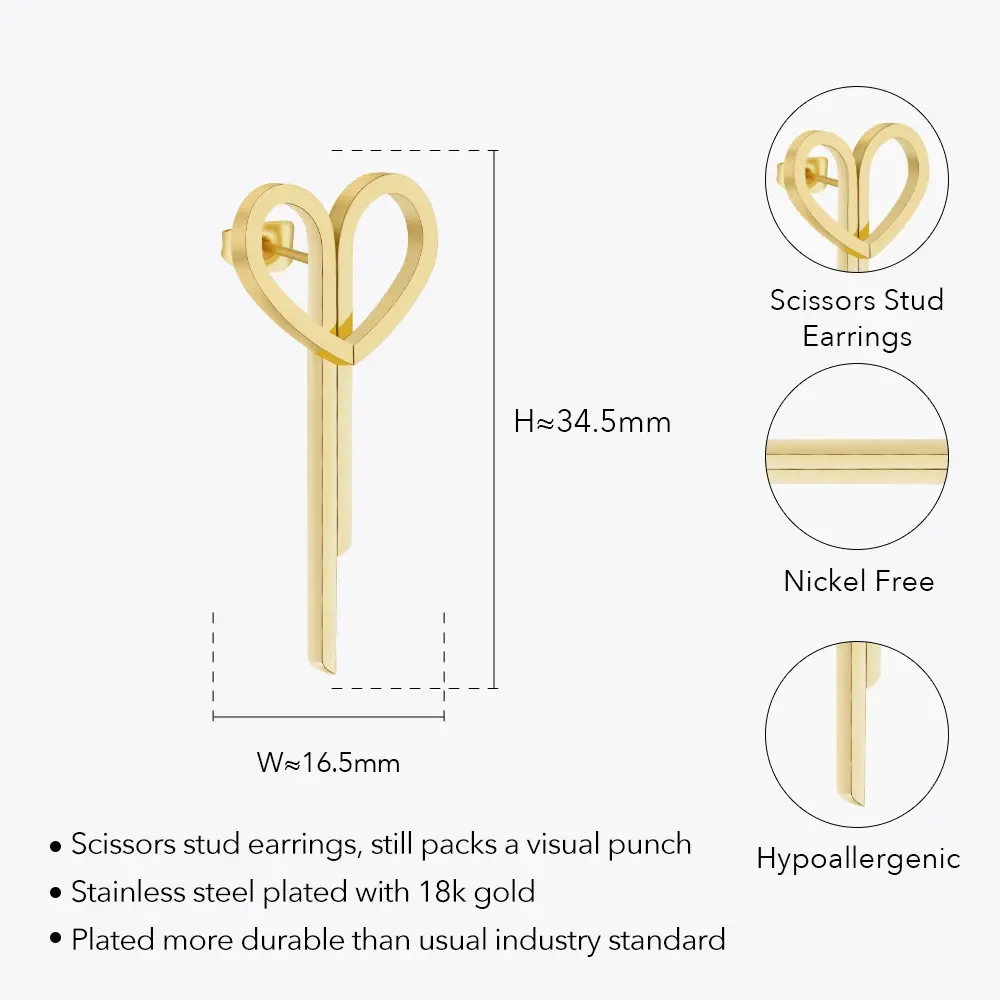 Scissors Stud
Earrings
H≈34.5mm
Nickel Free
W≈16.5mm
Hypoallergenic
• Scissors stud earrings, still packs a visual punch
• Stainless steel plated with 18k gold
• Plated more durable than usual industry standard